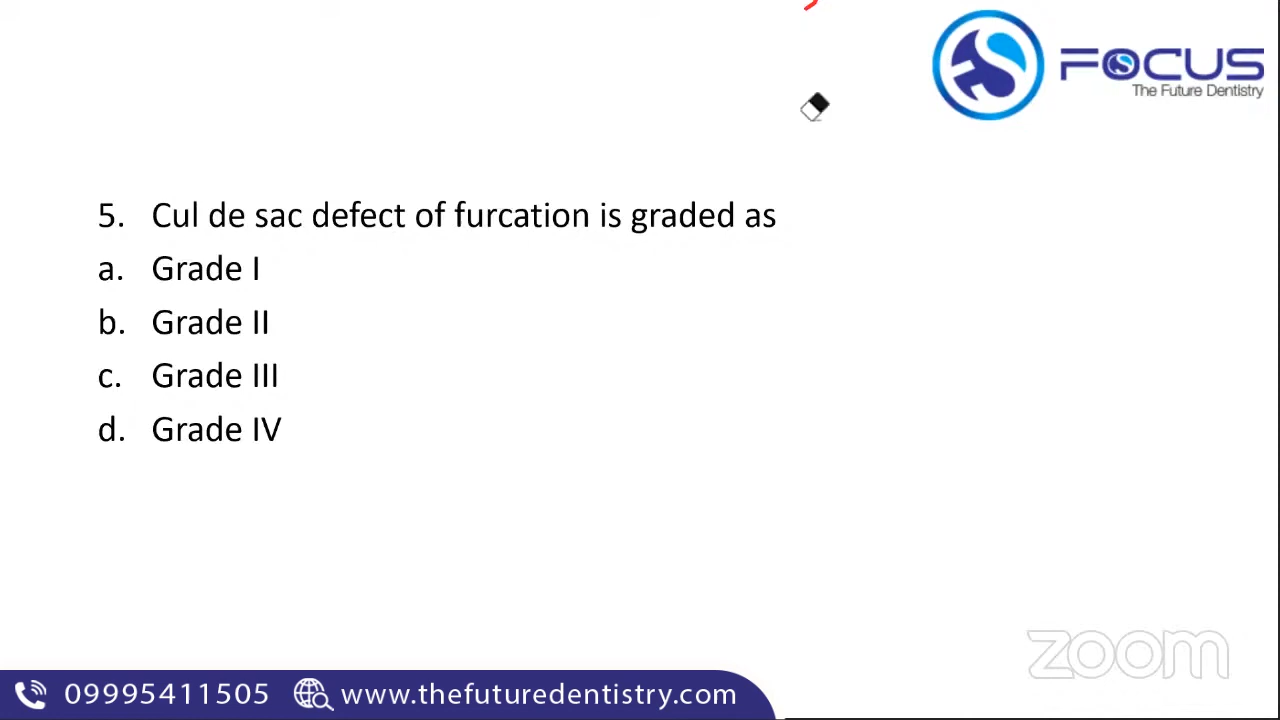 FOCUS
The Future Dentistry
5. Cul de sac defect of furcation is graded as
a. Grade I
b. Grade II
c. Grade III
d. Grade IV
zoom
09995411505 www.thefuturedentistry.com